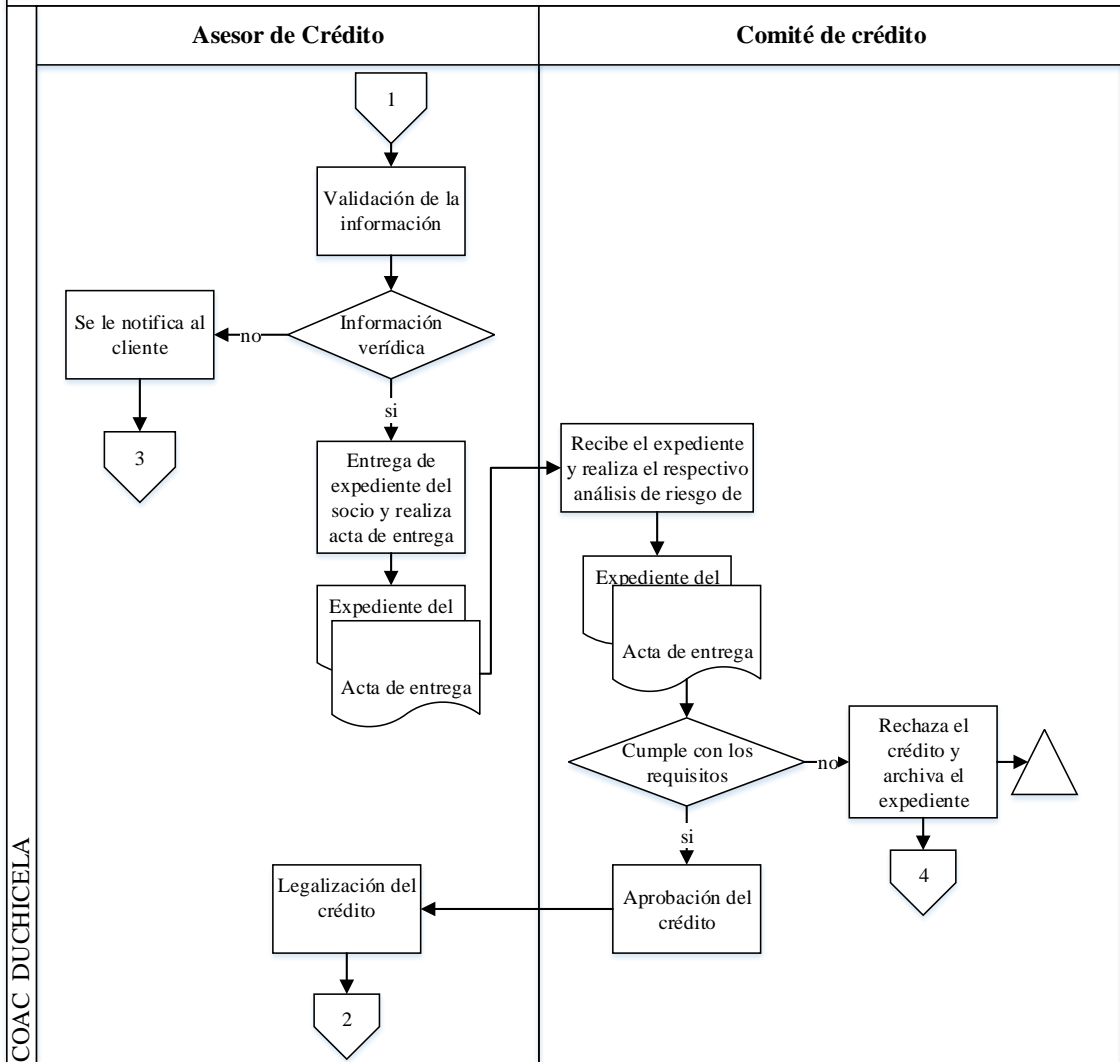 Asesor de Crédito
Comité de crédito
1
Validación de la
información
Información
verídica
no
Se le notifica al
cliente
3
si
Entrega de
expediente del
socio y realiza
acta de entrega
Expediente del
Acta de entrega
Recibe el expediente
y realiza el respectivo
análisis de riesgo de
Expediente del
Acta de entrega
Cumple con los
requisitos
no
Rechaza el
crédito y
archiva el
expediente
4
si
Aprobación del
crédito
Legalización del
crédito
2
COAC DUCHICELA